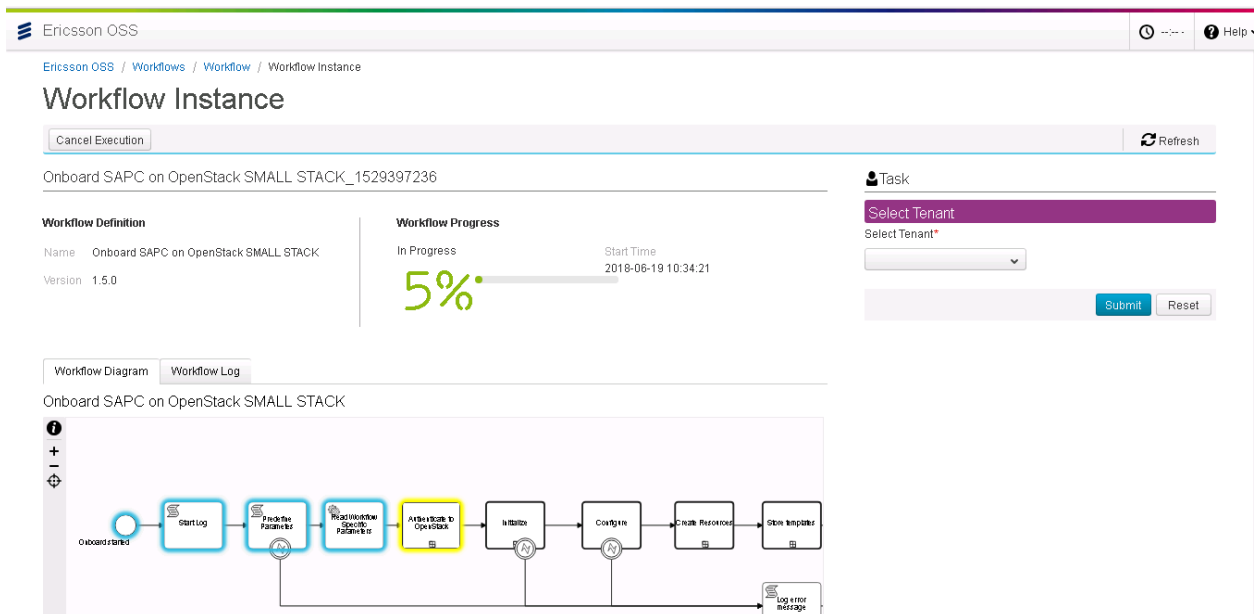 Ericsson OSS
--:-- -
Help
Ericsson OSS / Workflows / Workflow / Workflow Instance
Workflow Instance
Cancel Execution
Refresh
Onboard SAPC on OpenStack SMALL STACK_1529397236
Task
Workflow Definition
Workflow Progress
Select Tenant
Select Tenant*
Name Onboard SAPC on OpenStack SMALL STACK
In Progress
Start Time
2018-06-19 10:34:21
Version 1.5.0
5%
Submit
Reset
Workflow Diagram
Workflow Log
Onboard SAPC on OpenStack SMALL STACK
Onboard started
Start Log
Predefine
Parameters
Read Workflow
Specific
Parameters
Authenticate to
OpenStack
Initialize
Configure
Create Resources
Store templates
Log error
message